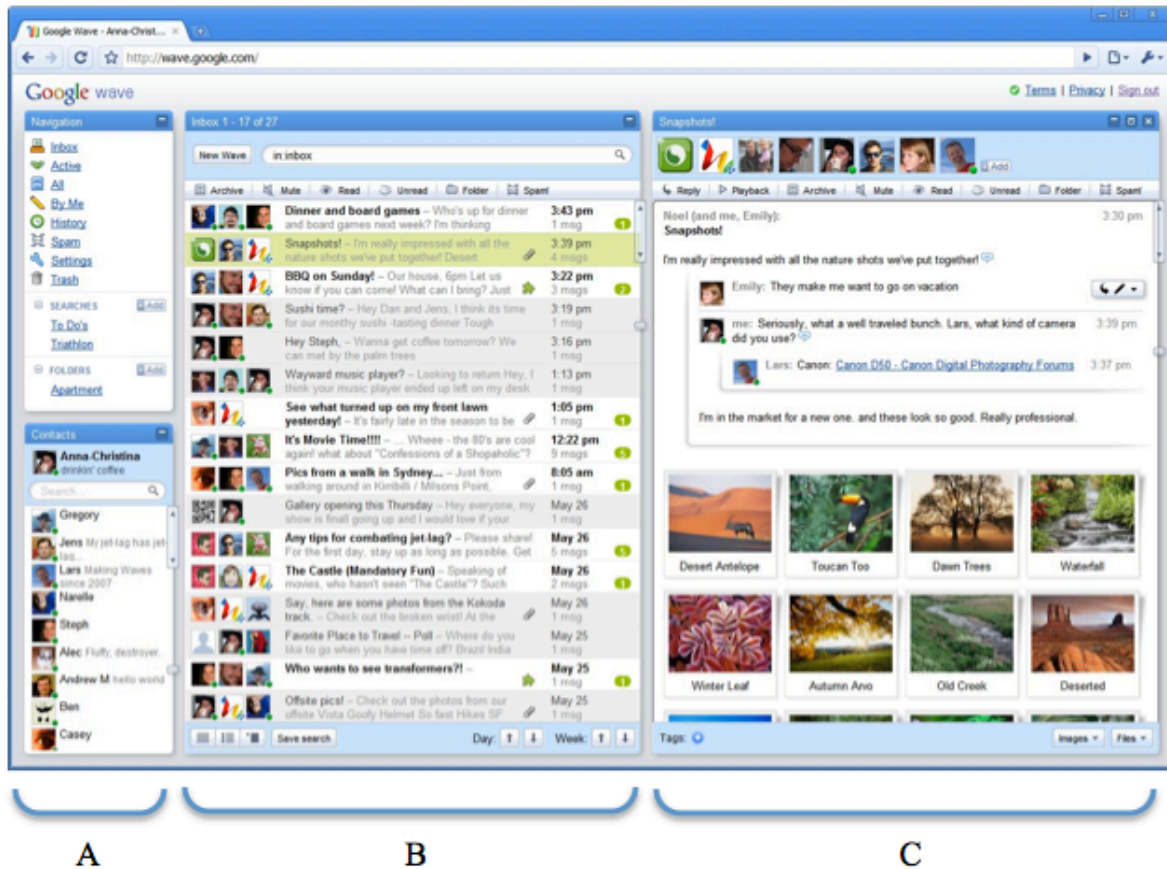 Google Wave - Anna-Christ...
http://wave.google.com/
Google wave
Terms | Privacy | Sign out
Navigation
Inbox
Active
All
By Me
History
Spam
Settings
Trash
SEARCHES Add
To Do's
Triathlon
FOLDERS Add
Apartment
Contacts
Anna-Christina
drinkin' coffee
Search...
Gregory
Jens My jet-lag has jet-
lag...
Lars Making Waves
since 2007
Narelle
Steph
Alec Fluffy, destroyer.
Andrew M hello world
Ben
Casey
Inbox 1 - 17 of 27
New Wave in:inbox
Archive Mute Read Unread Folder Spam
Dinner and board games – Who's up for dinner 3:43 pm
and board games next week? I'm thinking 1 msg 1
Snapshots! – I'm really impressed with all the 3:39 pm
nature shots we've put together! Desert 4 msgs
BBQ on Sunday! – Our house, 6pm Let us 3:22 pm
know if you can come! What can I bring? Just 3 msgs 2
Sushi time? – Hey Dan and Jens, I think its time 3:19 pm
for our monthy sushi -tasting dinner Tough 1 msg
Hey Steph, – Wanna get coffee tomorrow? We 3:16 pm
can met by the palm trees 1 msg
Wayward music player? – Looking to return Hey, I 1:13 pm
think your music player ended up left on my desk 1 msg
See what turned up on my front lawn 1:05 pm
yesterday! – It's fairly late in the season to be 1 msg 1
It's Movie Time!!!! – ... Wheee - the 80's are cool 12:22 pm
again! what about "Confessions of a Shopaholic"? 9 msgs 5
Pics from a walk in Sydney... – Just from 8:05 am
walking around in Kirribilli / Milsons Point, 1 msg 1
Gallery opening this Thursday – Hey everyone, my May 26
show is finall going up and I would love if your 1 msg
Any tips for combating jet-lag? – Please share! May 26
For the first day, stay up as long as possible. Get 5 msgs 5
The Castle (Mandatory Fun) – Speaking of May 26
movies, who hasn't seen "The Castle"? Such 2 msgs 1
Say, here are some photos from the Kokoda May 26
track. – Check out the broken wrist! At the 1 msg
Favorite Place to Travel – Poll – Where do you May 25
like to go when you have time off? Brazil India 1 msg
Who wants to see transformers?! – May 25
1 msg 1
Offsite pics! – Check out the photos from our May 25
offsite Vista Goofy Helmet So fast Hikes SF 1 msg
Save search Day: Week:
Snapshots!
Add
Reply Playback Archive Mute Read Unread Folder Spam
Noel (and me, Emily): 3:30 pm
Snapshots!
I'm really impressed with all the nature shots we've put together!
Emily: They make me want to go on vacation
me: Seriously, what a well traveled bunch. Lars, what kind of camera 3:39 pm
did you use?
Lars: Canon: Canon D50 - Canon Digital Photography Forums 3:37 pm
I'm in the market for a new one. and these look so good. Really professional.
Desert Antelope Toucan Too Dawn Trees Waterfall
Winter Leaf Autumn Ano Old Creek Deserted
Tags: Images Files
A B C